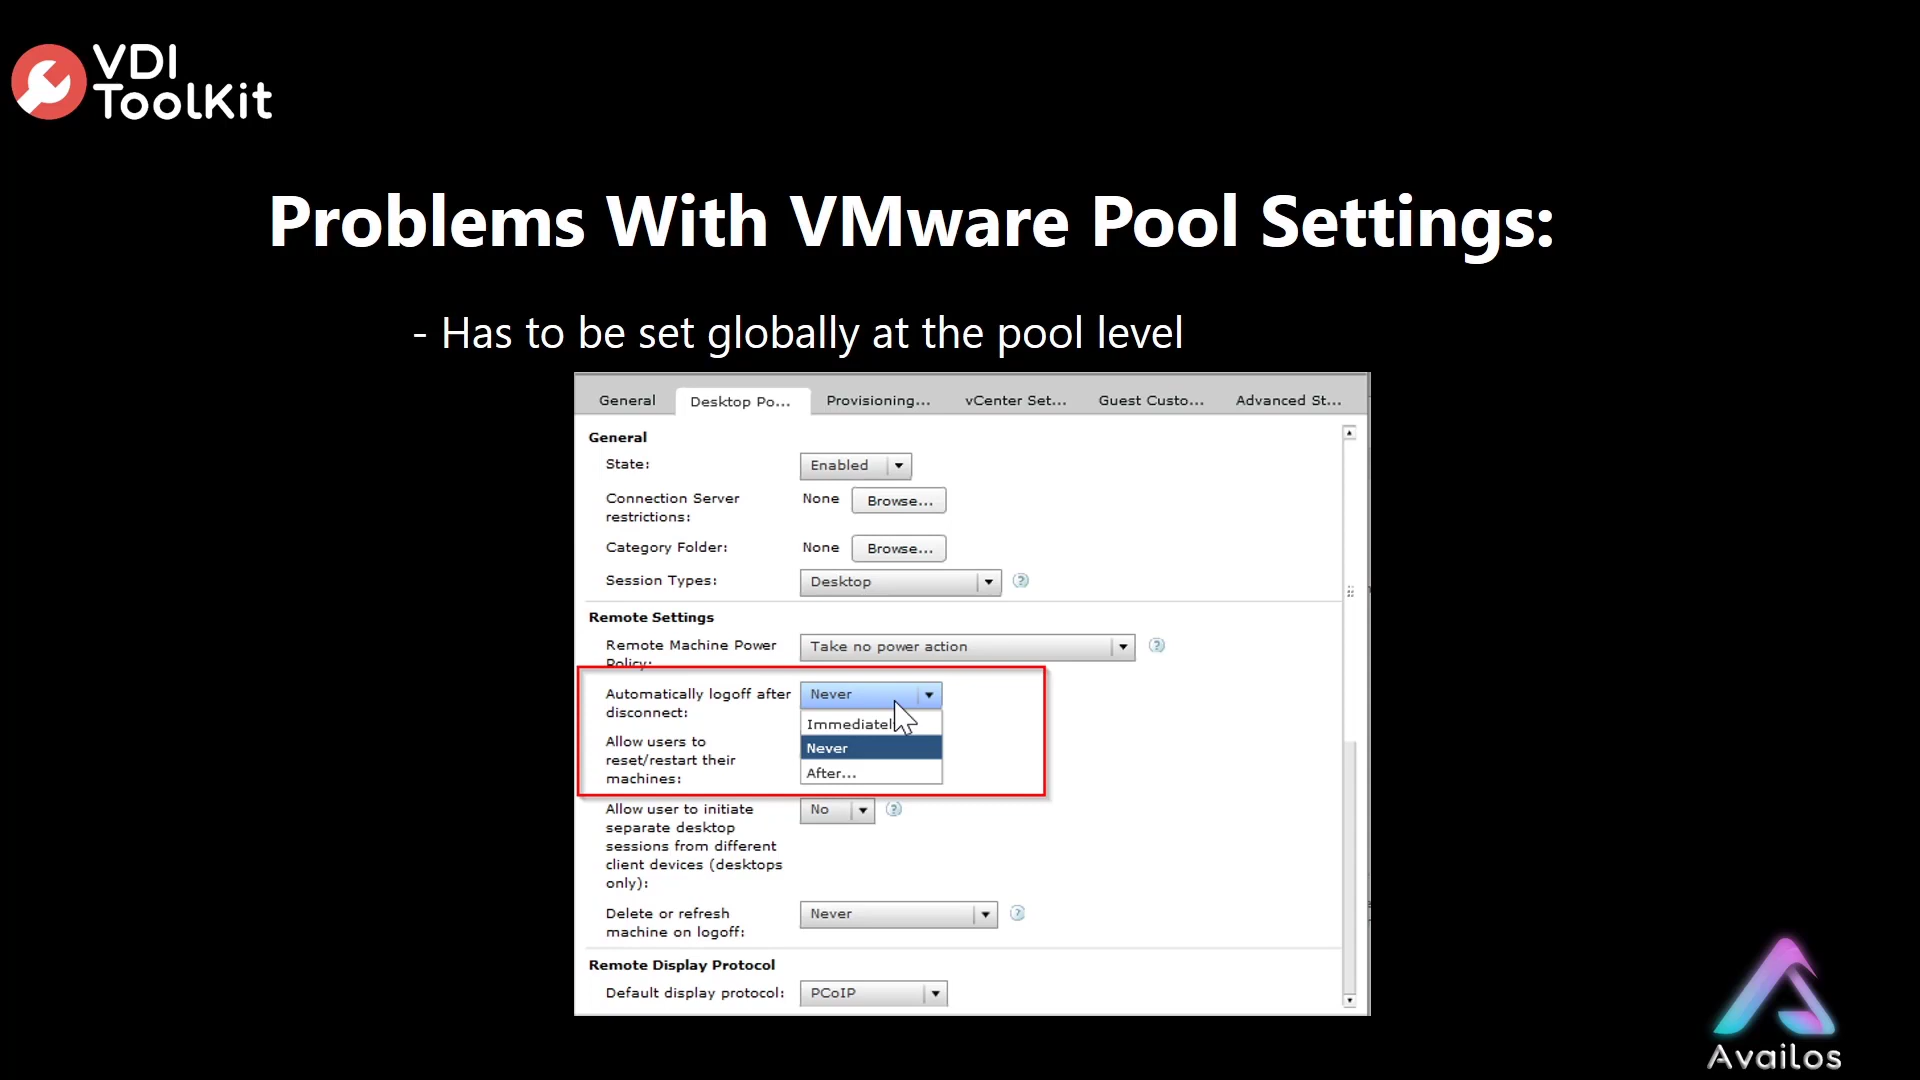 VDI
ToolKit
Problems With VMware Pool Settings:
- Has to be set globally at the pool level
General Desktop Po... Provisioning... vCenter Set... Guest Custo... Advanced St...
General
State: Enabled
Connection Server None Browse...
restrictions:
Category Folder: None Browse...
Session Types: Desktop ?
Remote Settings
Remote Machine Power Take no power action ?
Policy:
Automatically logoff after Never
disconnect:
Immediatel
Allow users to Never
reset/restart their
machines: After...
Allow user to initiate No ?
separate desktop
sessions from different
client devices (desktops
only):
Delete or refresh Never ?
machine on logoff:
Remote Display Protocol
Default display protocol: PCoIP
Availos